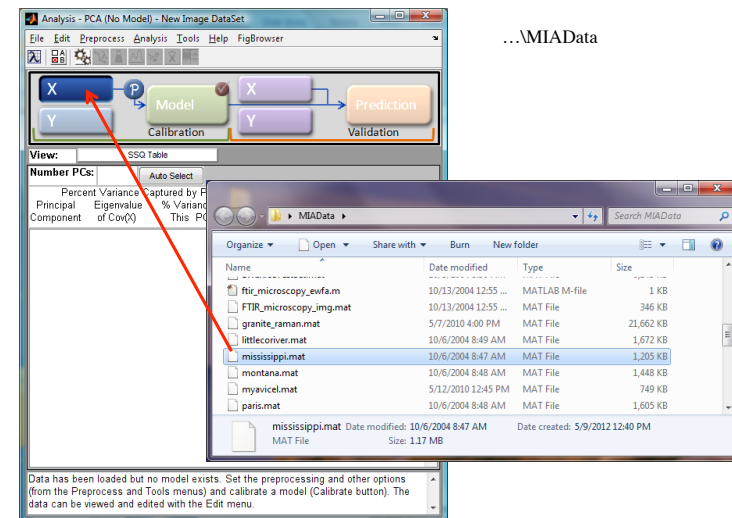 Analysis - PCA (No Model) - New Image DataSet
…\MIAData
File Edit Preprocess Analysis Tools Help FigBrowser
X P X
Model Prediction
Y Y
Calibration Validation
View: SSQ Table
Number PCs: Auto Select
Percent Variance Captured by P
Principal Eigenvalue % Varianc
Component of Cov(X) This PC
MIAData
Search MIAData
Organize Open Share with Burn New folder
Name Date modified Type Size
ftir_microscopy_ewfa.m 10/13/2004 12:55 ... MATLAB M-file 1 KB
FTIR_microscopy_img.mat 10/13/2004 12:55 ... MAT File 346 KB
granite_raman.mat 5/7/2010 4:00 PM MAT File 21,662 KB
littlecoriver.mat 10/6/2004 8:49 AM MAT File 1,672 KB
mississippi.mat 10/6/2004 8:47 AM MAT File 1,205 KB
montana.mat 10/6/2004 8:48 AM MAT File 1,448 KB
myavicel.mat 5/12/2010 12:45 PM MAT File 749 KB
paris.mat 10/6/2004 8:48 AM MAT File 1,605 KB
mississippi.mat Date modified: 10/6/2004 8:47 AM Date created: 5/9/2012 12:40 PM
MAT File Size: 1.17 MB
Data has been loaded but no model exists. Set the preprocessing and other options
(from the Preprocess and Tools menus) and calibrate a model (Calibrate button). The
data can be viewed and edited with the Edit menu.